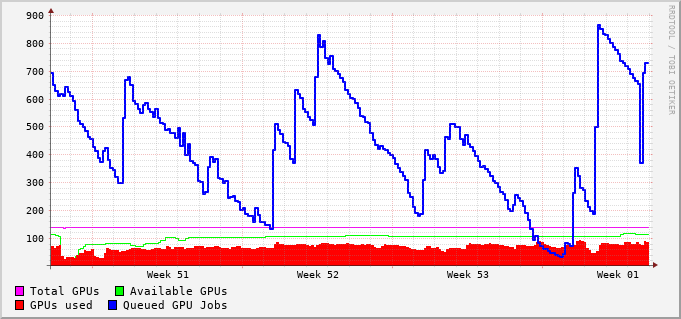 900
800
700
600
500
400
300
200
100
Week 51 Week 52 Week 53 Week 01
Total GPUs Available GPUs
GPUs used Queued GPU Jobs
RRDTOOL / TOBI OETIKER